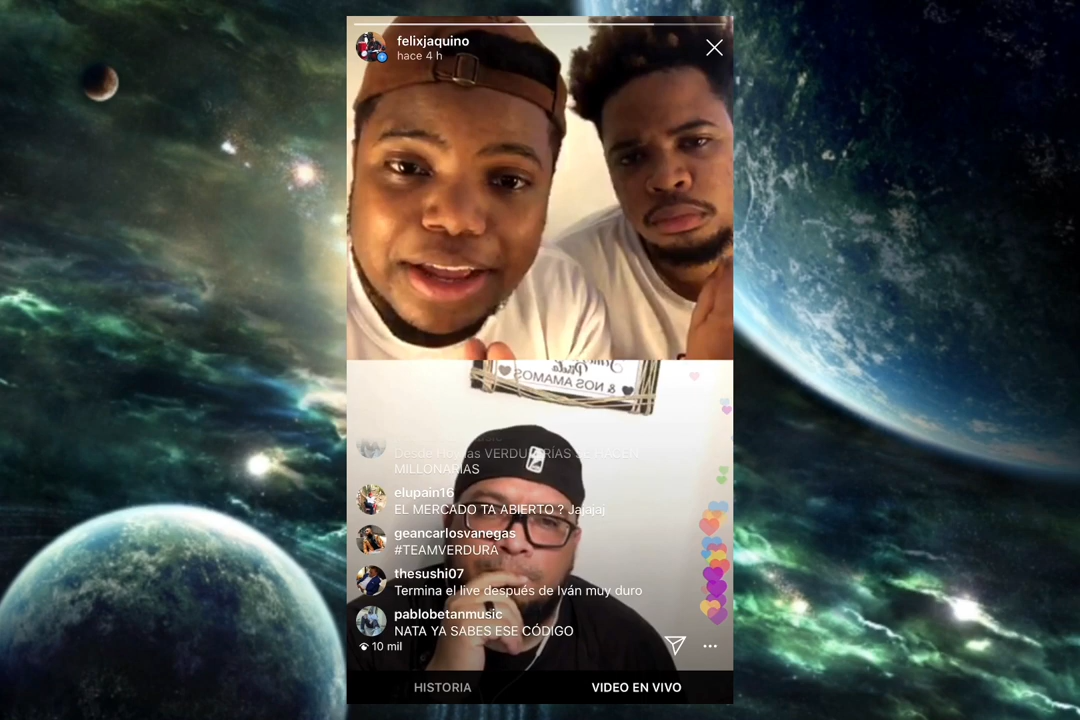 felixjaquino
hace 4 h
& NOS AMAMOS
Desde Hoy las VERDURERÍAS SE HACEN
MILLONARIAS
elupain16
EL MERCADO TA ABIERTO ? Jajajaj
geancarlosvanegas
#TEAMVERDURA
thesushi07
Termina el live después de Iván muy duro
pablobetanmusic
NATA YA SABES ESE CÓDIGO
10 mil
HISTORIA
VIDEO EN VIVO